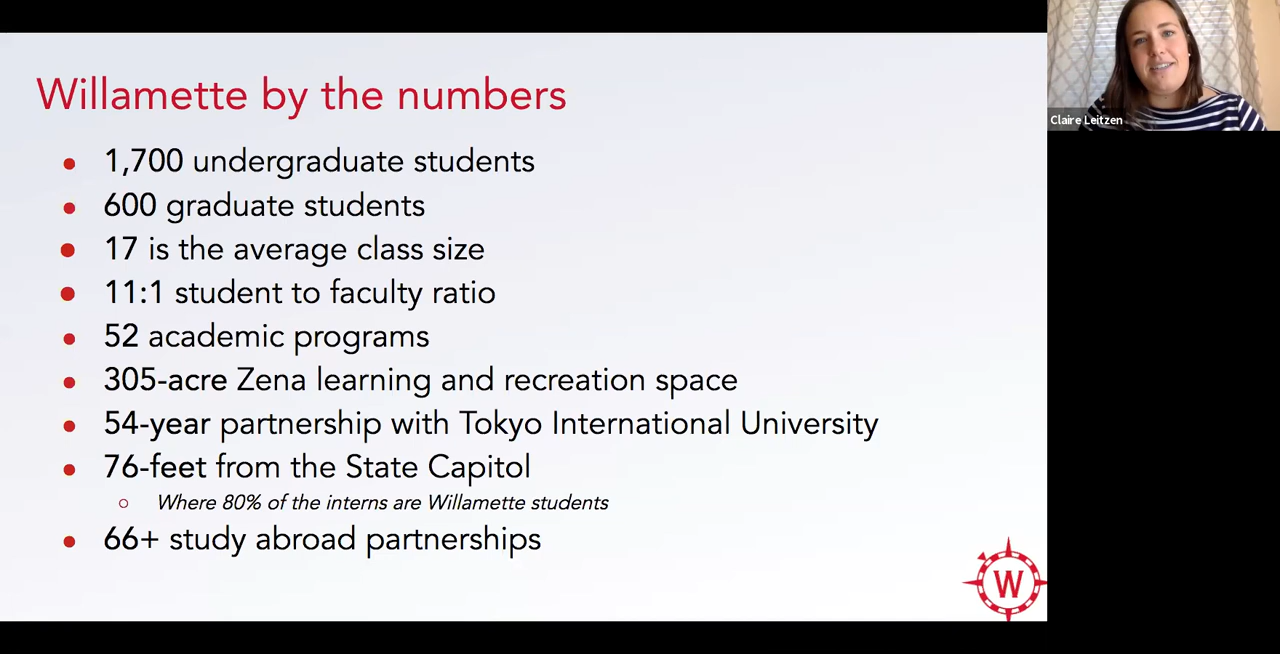 Willamette by the numbers
● 1,700 undergraduate students
● 600 graduate students
● 17 is the average class size
● 11:1 student to faculty ratio
● 52 academic programs
● 305-acre Zena learning and recreation space
● 54-year partnership with Tokyo International University
● 76-feet from the State Capitol
○ Where 80% of the interns are Willamette students
● 66+ study abroad partnerships
W
Claire Leitzen